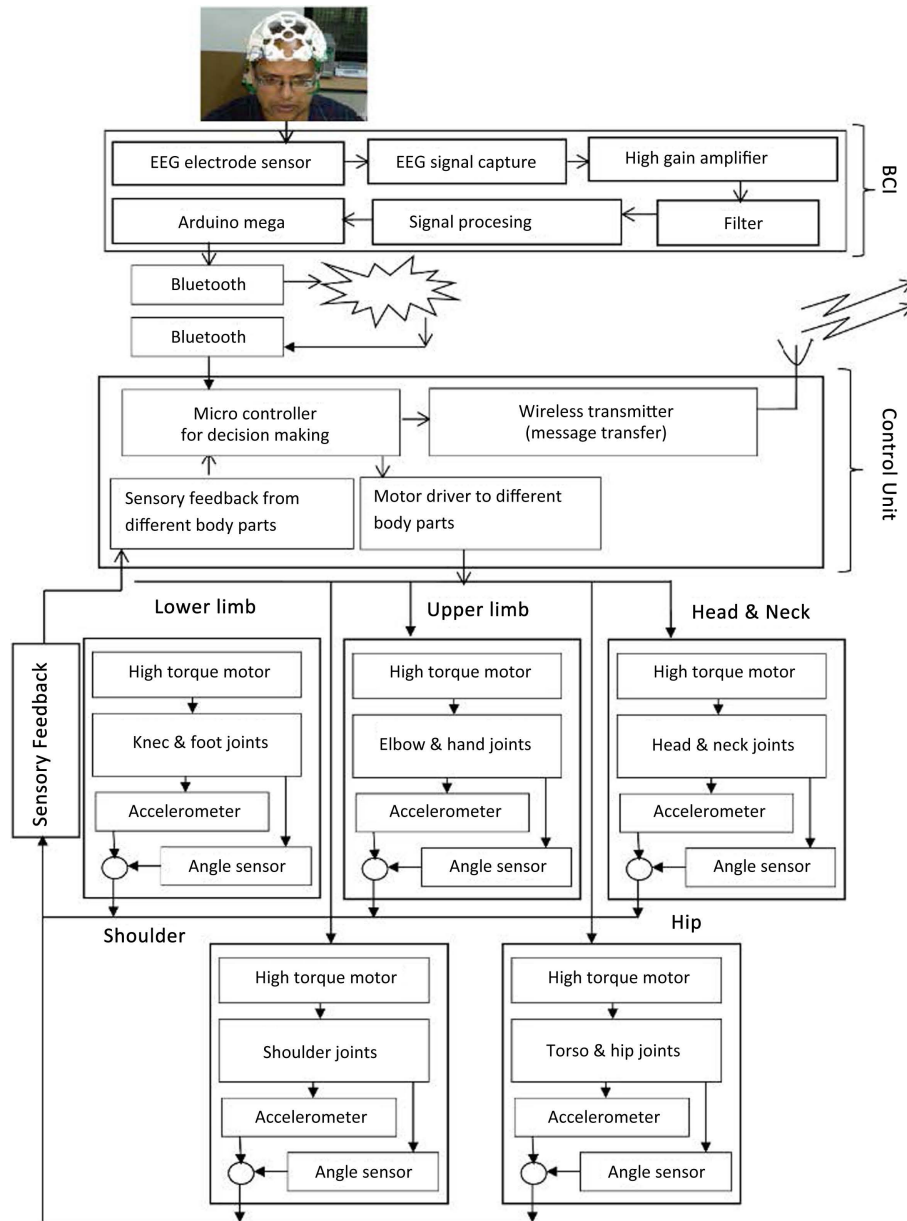 EEG electrode sensor
EEG signal capture
High gain amplifier
BCI
Arduino mega
Signal procesing
Filter
Bluetooth
Bluetooth
Micro controller
for decision making
Wireless transmitter
(message transfer)
Control Unit
Sensory feedback from
different body parts
Motor driver to different
body parts
Lower limb
Upper limb
Head & Neck
Sensory Feedback
High torque motor
Knec & foot joints
Accelerometer
Angle sensor
High torque motor
Elbow & hand joints
Accelerometer
Angle sensor
High torque motor
Head & neck joints
Accelerometer
Angle sensor
Shoulder
Hip
High torque motor
Shoulder joints
Accelerometer
Angle sensor
High torque motor
Torso & hip joints
Accelerometer
Angle sensor